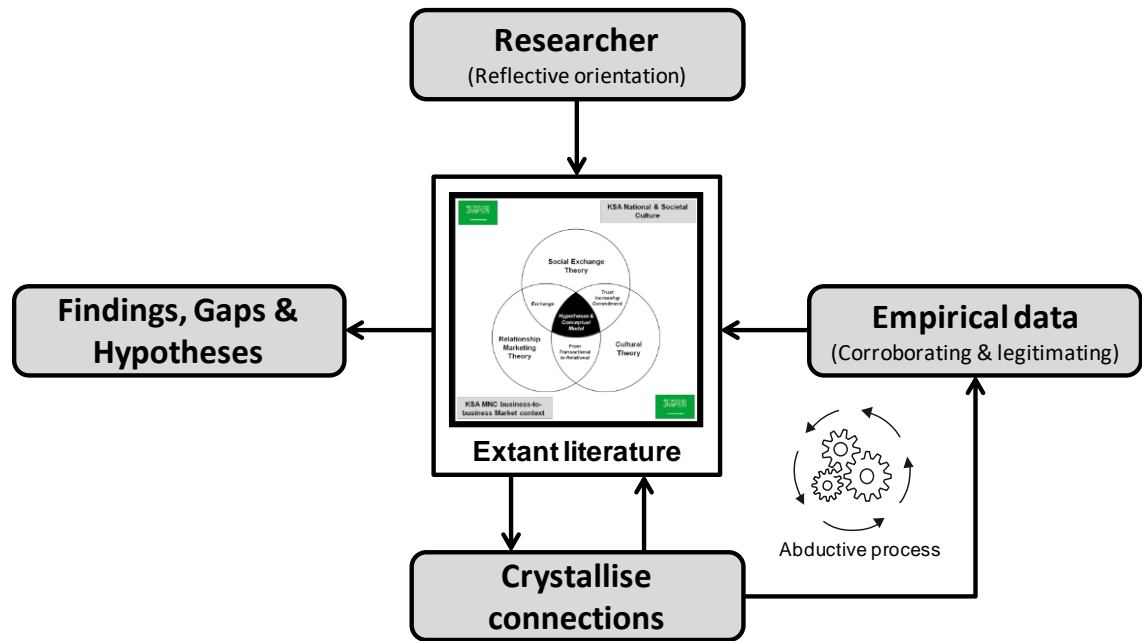 Researcher
(Reflective orientation)
KSA National & Societal
Culture
Social Exchange
Theory
Exchange
Trust
Increasing
Commitment
Hypotheses &
Conceptual
Model
Relationship
Marketing
Theory
From
Transactional
to Relational
Cultural
Theory
KSA MNC business-to-
business Market context
Extant literature
Findings, Gaps &
Hypotheses
Empirical data
(Corroborating & legitimating)
Abductive process
Crystallise
connections